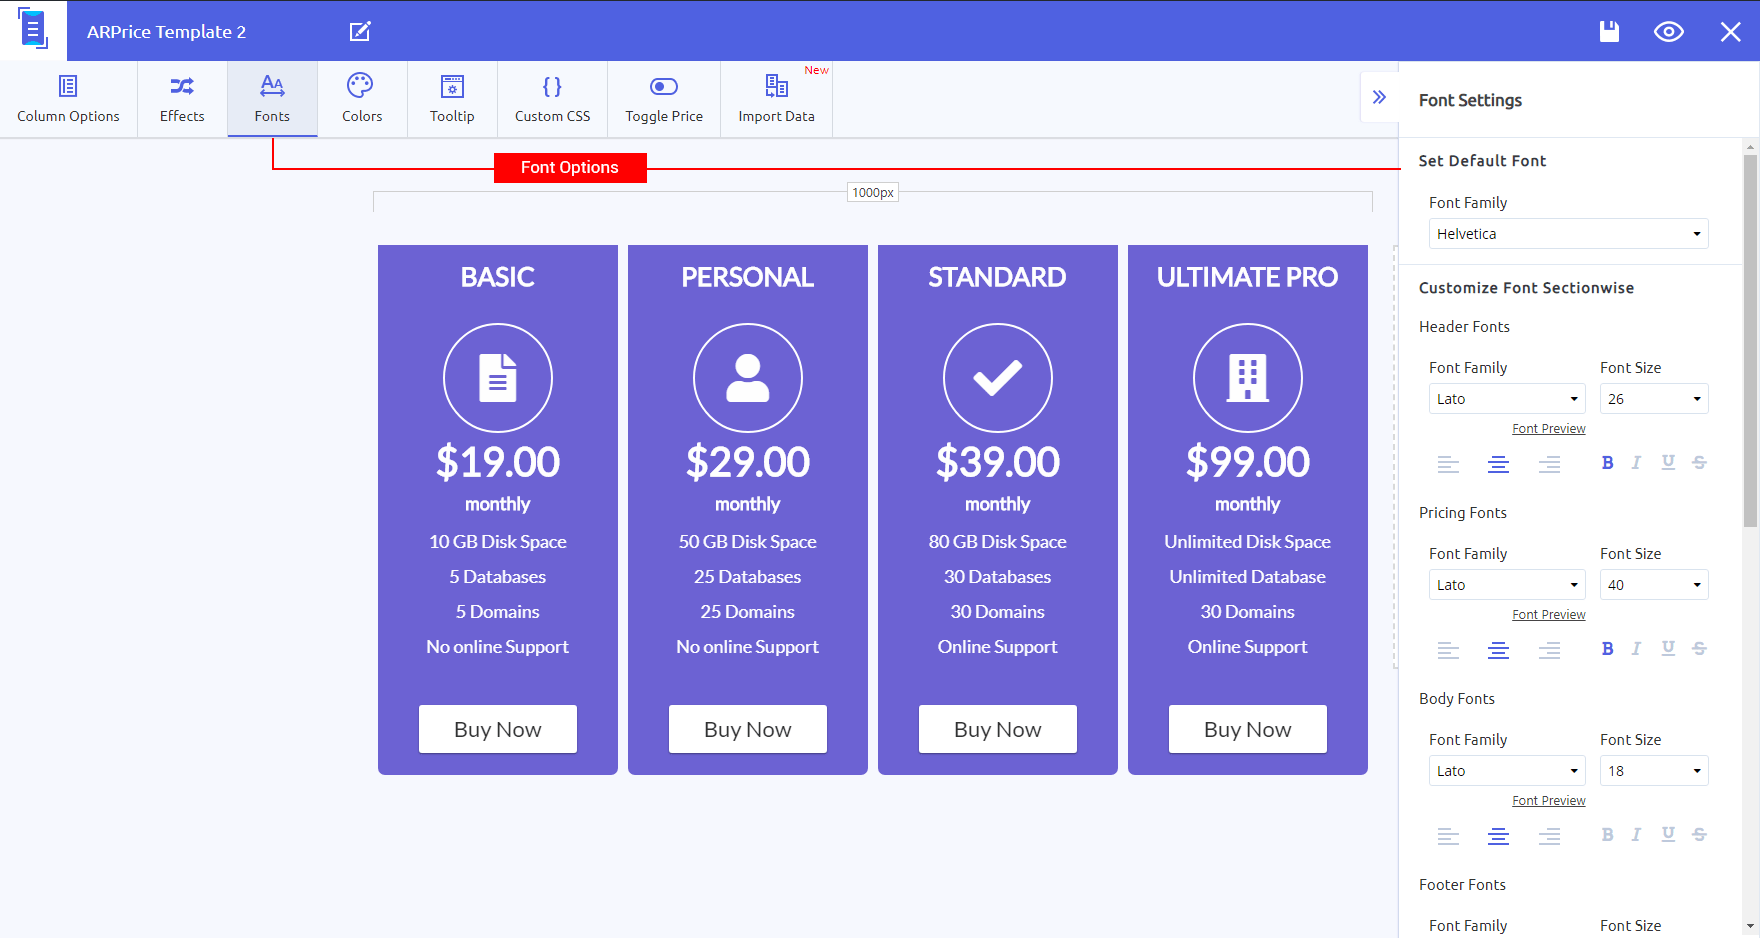 ARPrice Template 2
Column Options
Effects
Fonts
Colors
Tooltip
Custom CSS
Toggle Price
New
Import Data
Font Options
1000px
BASIC
$19.00
monthly
10 GB Disk Space
5 Databases
5 Domains
No online Support
Buy Now
PERSONAL
$29.00
monthly
50 GB Disk Space
25 Databases
25 Domains
No online Support
Buy Now
STANDARD
$39.00
monthly
80 GB Disk Space
30 Databases
30 Domains
Online Support
Buy Now
ULTIMATE PRO
$99.00
monthly
Unlimited Disk Space
Unlimited Database
30 Domains
Online Support
Buy Now
Font Settings
Set Default Font
Font Family
Helvetica
Customize Font Sectionwise
Header Fonts
Font Family Font Size
Lato 26
Font Preview
B I U S
Pricing Fonts
Font Family Font Size
Lato 40
Font Preview
B I U S
Body Fonts
Font Family Font Size
Lato 18
Font Preview
B I U S
Footer Fonts
Font Family Font Size